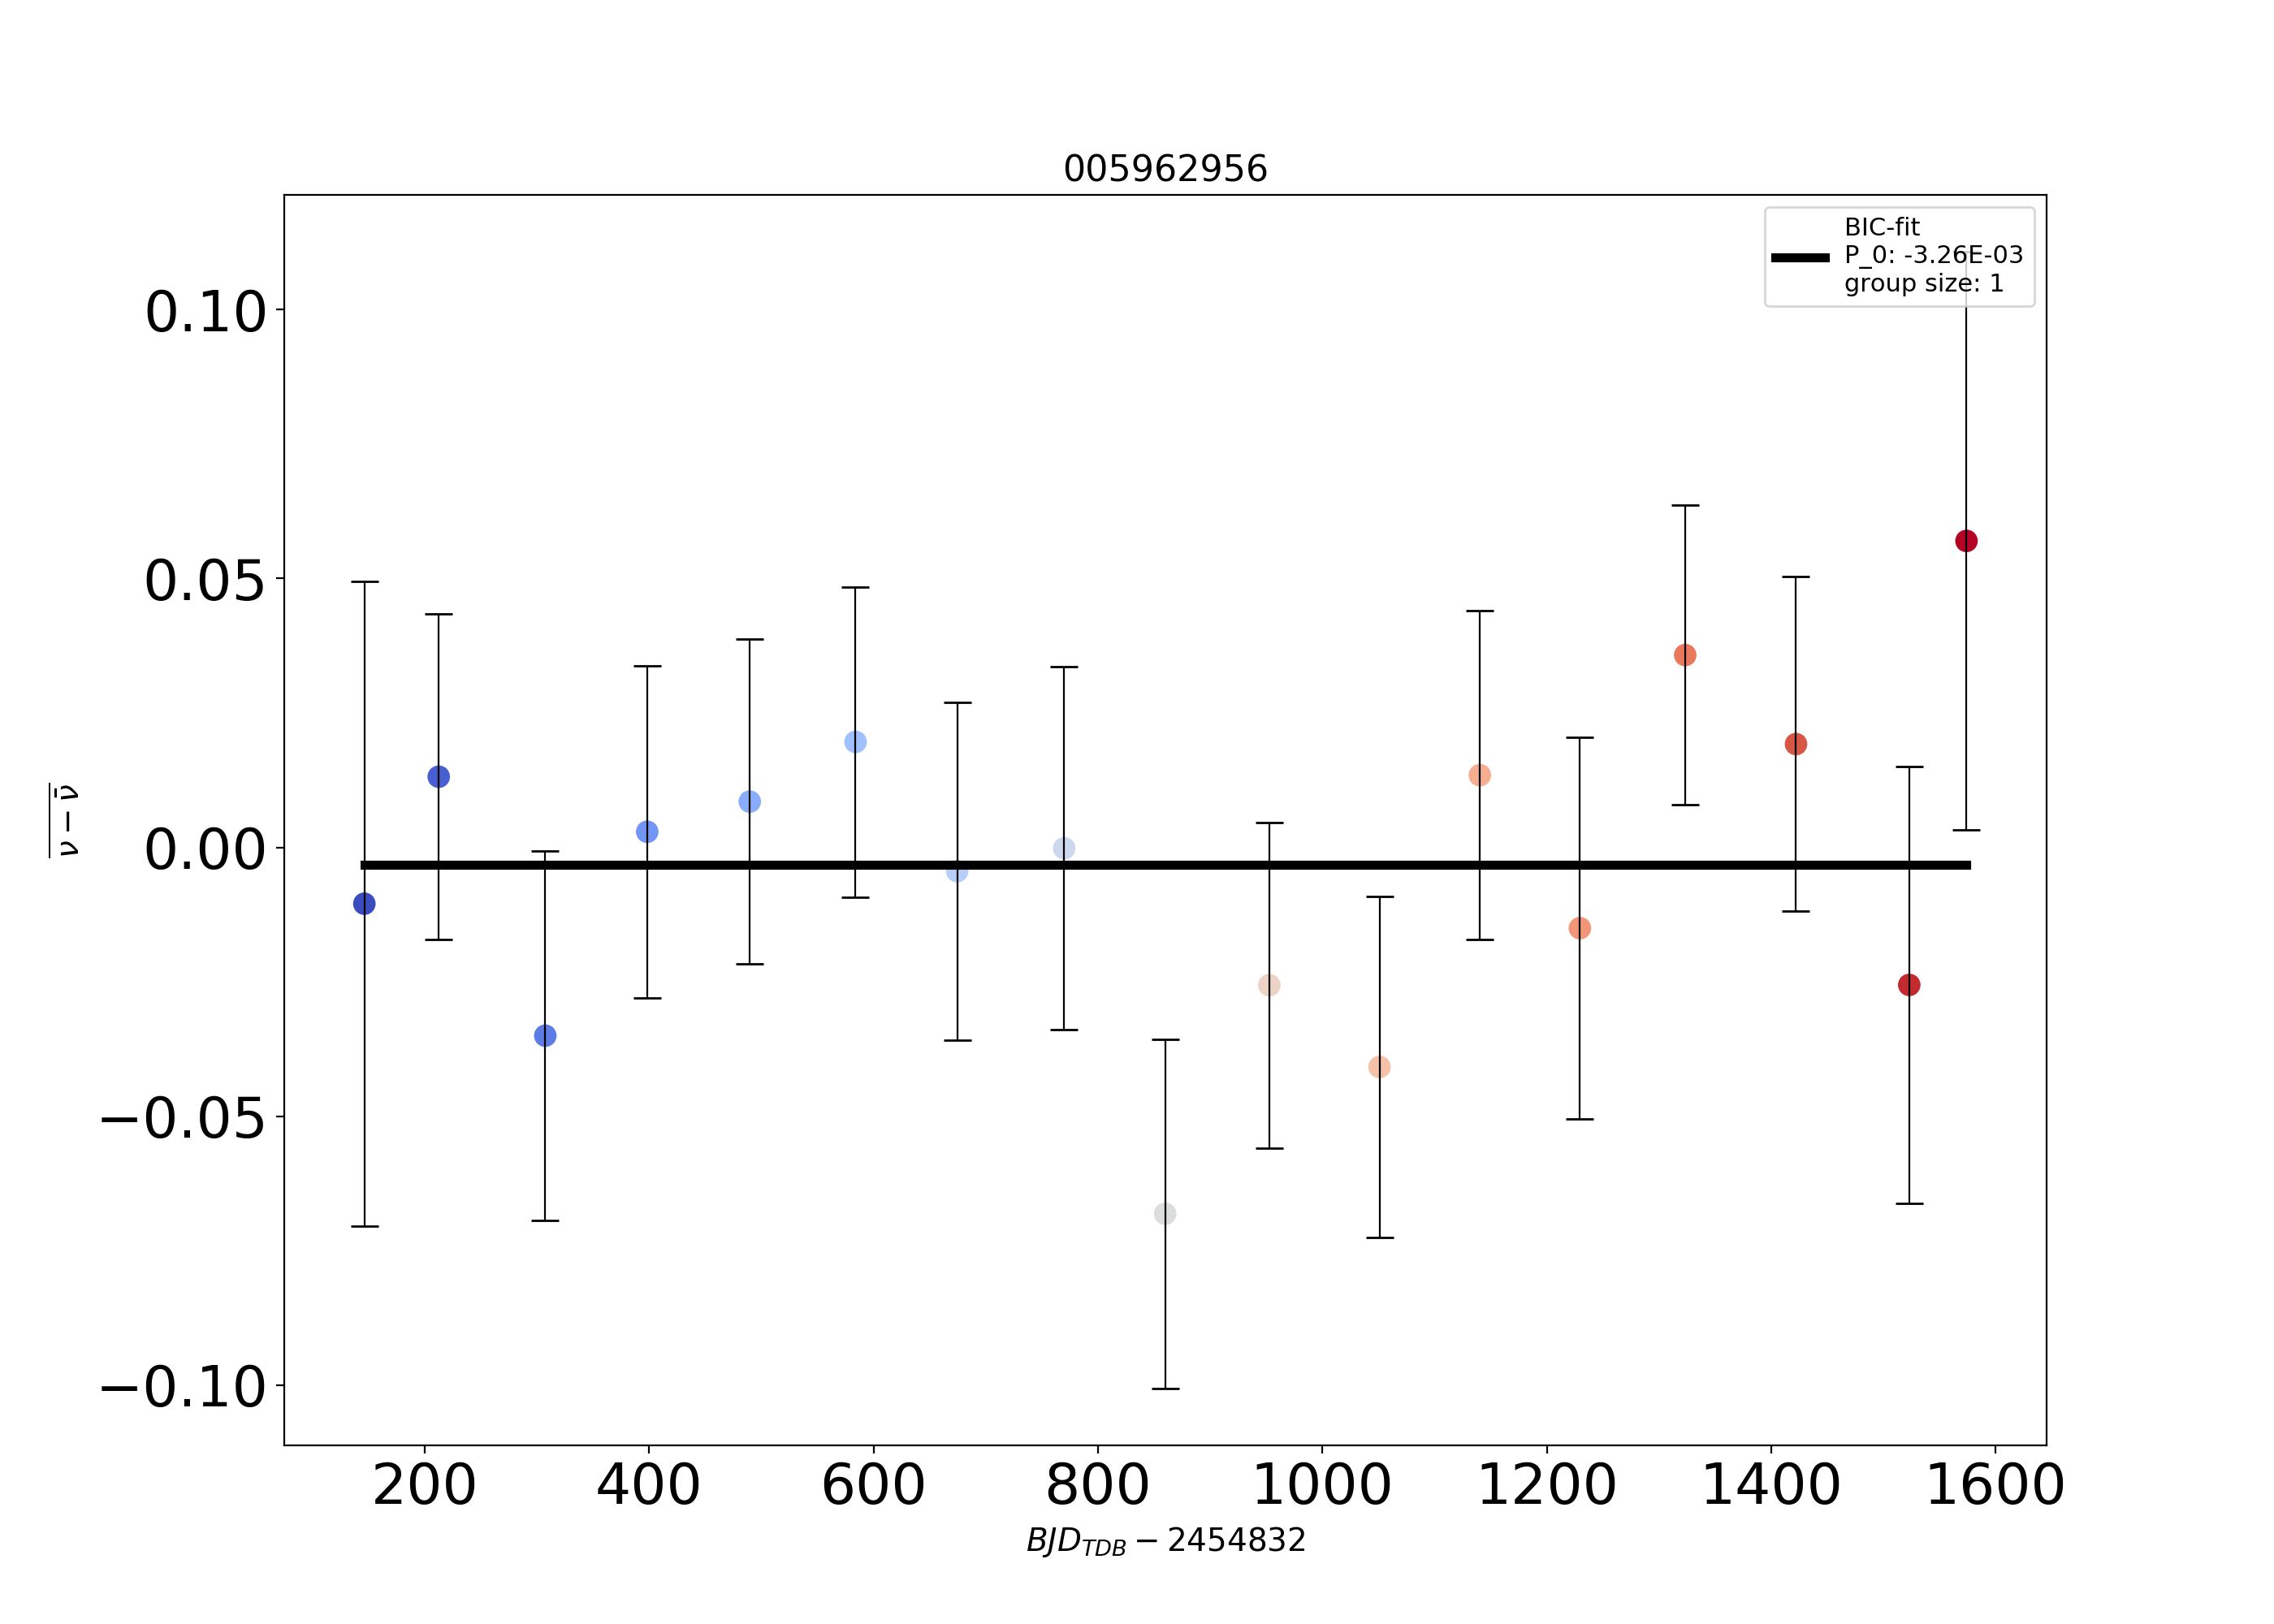 005962956
BIC-fit
P_0: -3.26E-03
group size: 1
0.10
0.05
0.00
−0.05
−0.10
ν − ν̄
200 400 600 800 1000 1200 1400 1600
BJD_TDB − 2454832